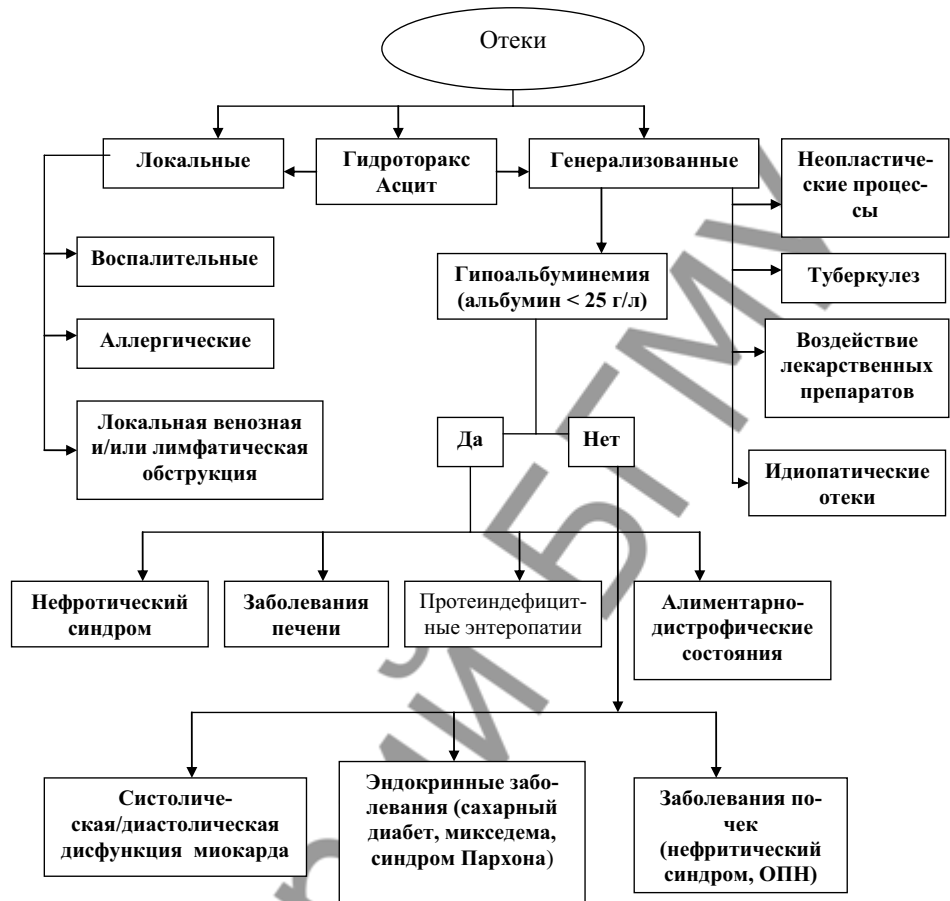 Отеки
Локальные
Гидроторакс
Асцит
Генерализованные
Неопластиче-
ские процес-
сы
Воспалительные
Гипоальбуминемия
(альбумин < 25 г/л)
Туберкулез
Аллергические
Воздействие
лекарственных
препаратов
Локальная венозная
и/или лимфатическая
обструкция
Да
Нет
Идиопатические
отеки
Нефротический
синдром
Заболевания
печени
Протеиндефицит-
ные энтеропатии
Алиментарно-
дистрофические
состояния
Систоличе-
ская/диастолическая
дисфункция миокарда
Эндокринные забо-
левания (сахарный
диабет, микседема,
синдром Пархона)
Заболевания по-
чек
(нефритический
синдром, ОПН)
БГМУ